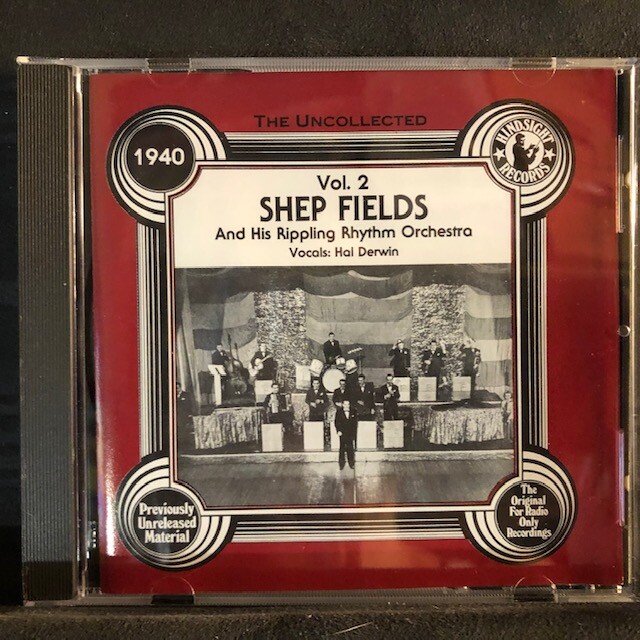 The Uncollected
1940
HINDSIGHT
RECORDS
Vol. 2
SHEP FIELDS
And His Rippling Rhythm Orchestra
Vocals: Hal Derwin
Previously
Unreleased
Material
The
Original
For Radio
Only
Recordings